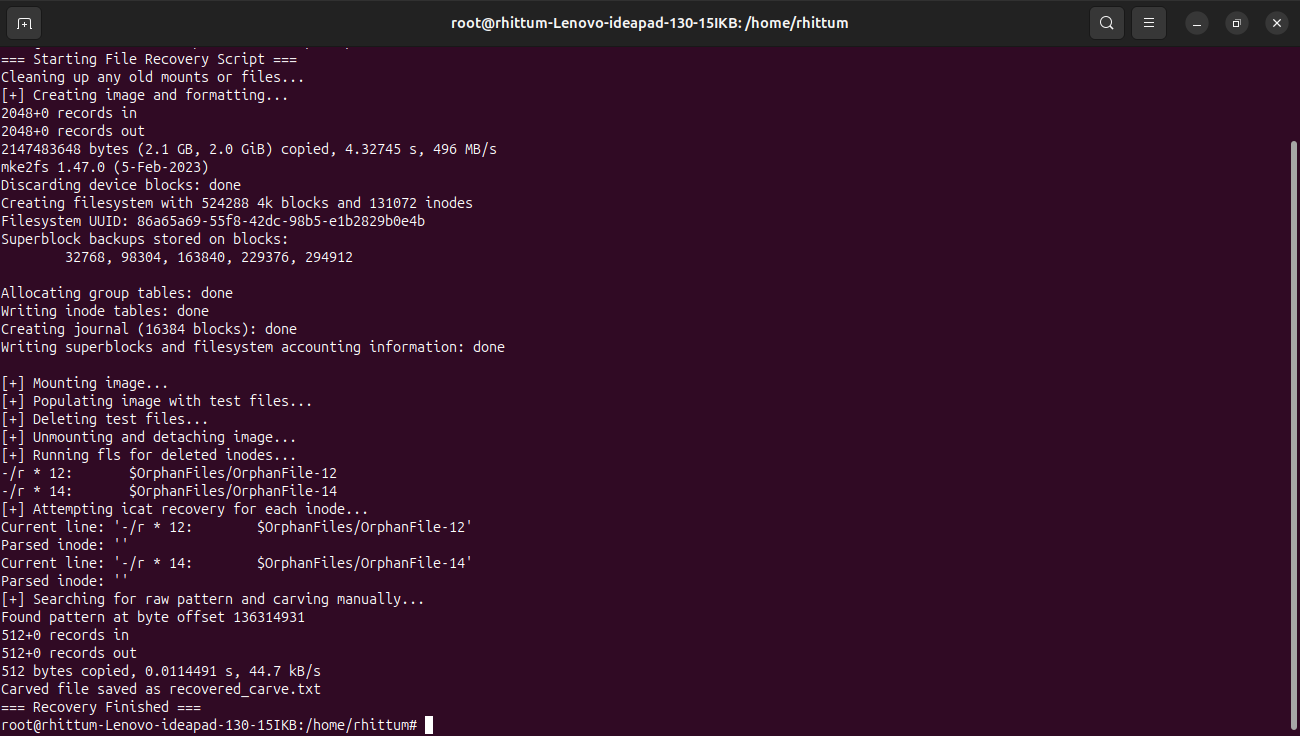 root@rhittum-Lenovo-ideapad-130-15IKB: /home/rhittum
=== Starting File Recovery Script ===
Cleaning up any old mounts or files...
[+] Creating image and formatting...
2048+0 records in
2048+0 records out
2147483648 bytes (2.1 GB, 2.0 GiB) copied, 4.32745 s, 496 MB/s
mke2fs 1.47.0 (5-Feb-2023)
Discarding device blocks: done
Creating filesystem with 524288 4k blocks and 131072 inodes
Filesystem UUID: 86a65a69-55f8-42dc-98b5-e1b2829b0e4b
Superblock backups stored on blocks:
        32768, 98304, 163840, 229376, 294912

Allocating group tables: done
Writing inode tables: done
Creating journal (16384 blocks): done
Writing superblocks and filesystem accounting information: done

[+] Mounting image...
[+] Populating image with test files...
[+] Deleting test files...
[+] Unmounting and detaching image...
[+] Running fls for deleted inodes...
-/r * 12:       $OrphanFiles/OrphanFile-12
-/r * 14:       $OrphanFiles/OrphanFile-14
[+] Attempting icat recovery for each inode...
Current line: '-/r * 12:        $OrphanFiles/OrphanFile-12'
Parsed inode: ''
Current line: '-/r * 14:        $OrphanFiles/OrphanFile-14'
Parsed inode: ''
[+] Searching for raw pattern and carving manually...
Found pattern at byte offset 136314931
512+0 records in
512+0 records out
512 bytes copied, 0.0114491 s, 44.7 kB/s
Carved file saved as recovered_carve.txt
=== Recovery Finished ===
root@rhittum-Lenovo-ideapad-130-15IKB:/home/rhittum#